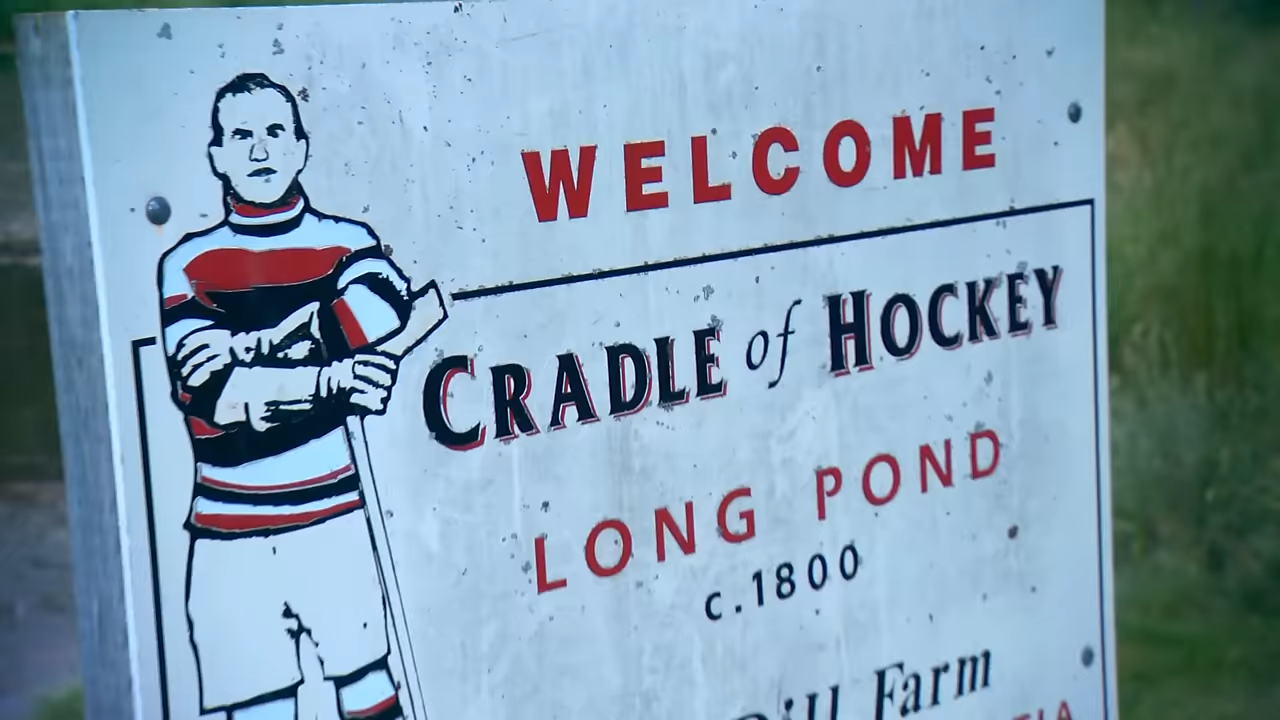 WELCOME
CRADLE of HOCKEY
LONG POND
c.1800
Dill Farm